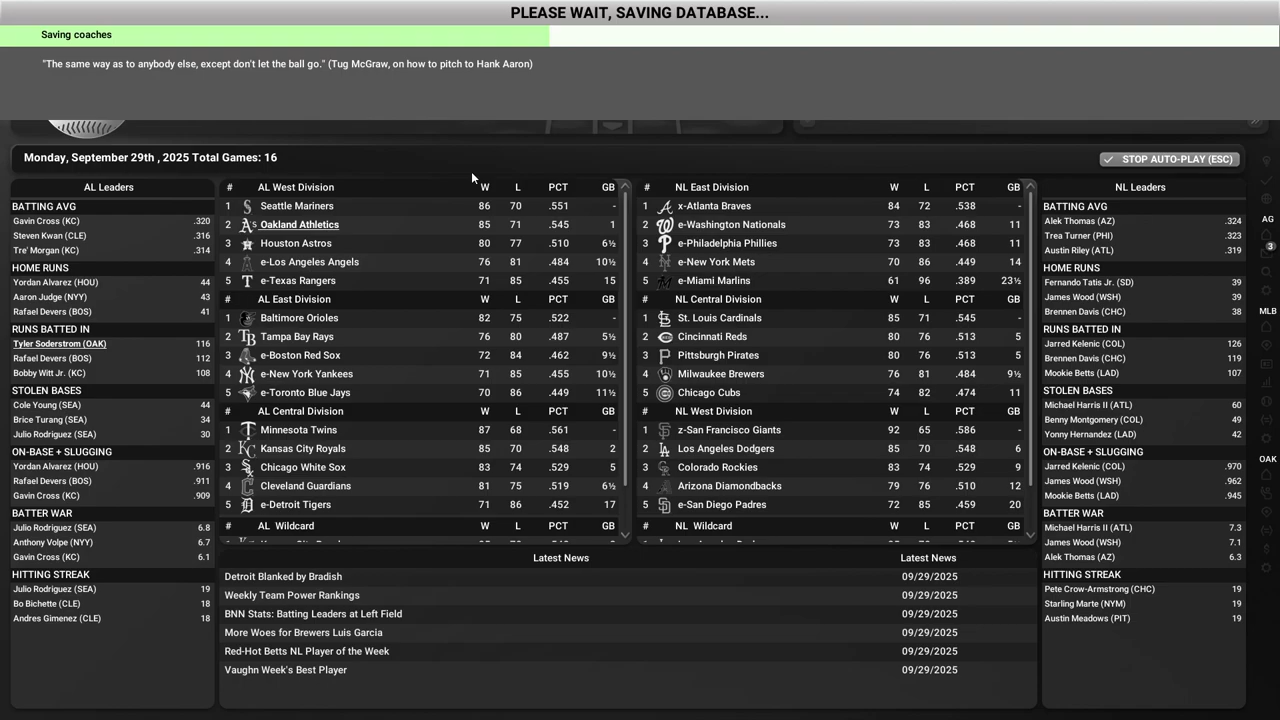 PLEASE WAIT, SAVING DATABASE...
Saving coaches
"The same way as to anybody else, except don't let the ball go." (Tug McGraw, on how to pitch to Hank Aaron)
Monday, September 29th , 2025 Total Games: 16
STOP AUTO-PLAY (ESC)
AL Leaders
BATTING AVG
Gavin Cross (KC) .320
Steven Kwan (CLE) .316
Tre' Morgan (KC) .314
HOME RUNS
Yordan Alvarez (HOU) 44
Aaron Judge (NYY) 43
Rafael Devers (BOS) 41
RUNS BATTED IN
Tyler Soderstrom (OAK) 116
Rafael Devers (BOS) 112
Bobby Witt Jr. (KC) 108
STOLEN BASES
Cole Young (SEA) 44
Brice Turang (SEA) 34
Julio Rodriguez (SEA) 30
ON-BASE + SLUGGING
Yordan Alvarez (HOU) .916
Rafael Devers (BOS) .911
Gavin Cross (KC) .909
BATTER WAR
Julio Rodriguez (SEA) 6.8
Anthony Volpe (NYY) 6.7
Gavin Cross (KC) 6.1
HITTING STREAK
Julio Rodriguez (SEA) 19
Bo Bichette (CLE) 18
Andres Gimenez (CLE) 18
# AL West Division W L PCT GB
1 Seattle Mariners 86 70 .551 -
2 Oakland Athletics 85 71 .545 1
3 Houston Astros 80 77 .510 6½
4 e-Los Angeles Angels 76 81 .484 10½
5 e-Texas Rangers 71 85 .455 15
# AL East Division W L PCT GB
1 Baltimore Orioles 82 75 .522 -
2 Tampa Bay Rays 76 80 .487 5½
3 e-Boston Red Sox 72 84 .462 9½
4 e-New York Yankees 71 85 .455 10½
5 e-Toronto Blue Jays 70 86 .449 11½
# AL Central Division W L PCT GB
1 Minnesota Twins 87 68 .561 -
2 Kansas City Royals 85 70 .548 2
3 Chicago White Sox 83 74 .529 5
4 Cleveland Guardians 81 75 .519 6½
5 e-Detroit Tigers 71 86 .452 17
# AL Wildcard W L PCT GB
# NL East Division W L PCT GB
1 x-Atlanta Braves 84 72 .538 -
2 e-Washington Nationals 73 83 .468 11
3 e-Philadelphia Phillies 73 83 .468 11
4 e-New York Mets 70 86 .449 14
5 e-Miami Marlins 61 96 .389 23½
# NL Central Division W L PCT GB
1 St. Louis Cardinals 85 71 .545 -
2 Cincinnati Reds 80 76 .513 5
3 Pittsburgh Pirates 80 76 .513 5
4 Milwaukee Brewers 76 81 .484 9½
5 Chicago Cubs 74 82 .474 11
# NL West Division W L PCT GB
1 z-San Francisco Giants 92 65 .586 -
2 Los Angeles Dodgers 85 70 .548 6
3 Colorado Rockies 83 74 .529 9
4 Arizona Diamondbacks 79 76 .510 12
5 e-San Diego Padres 72 85 .459 20
# NL Wildcard W L PCT GB
Latest News Latest News
Detroit Blanked by Bradish 09/29/2025
Weekly Team Power Rankings 09/29/2025
BNN Stats: Batting Leaders at Left Field 09/29/2025
More Woes for Brewers Luis Garcia 09/29/2025
Red-Hot Betts NL Player of the Week 09/29/2025
Vaughn Week's Best Player 09/29/2025
NL Leaders
BATTING AVG
Alek Thomas (AZ) .324
Trea Turner (PHI) .323
Austin Riley (ATL) .319
HOME RUNS
Fernando Tatis Jr. (SD) 39
James Wood (WSH) 39
Brennen Davis (CHC) 38
RUNS BATTED IN
Jarred Kelenic (COL) 126
Brennen Davis (CHC) 119
Mookie Betts (LAD) 107
STOLEN BASES
Michael Harris II (ATL) 60
Benny Montgomery (COL) 49
Yonny Hernandez (LAD) 42
ON-BASE + SLUGGING
Jarred Kelenic (COL) .970
James Wood (WSH) .962
Mookie Betts (LAD) .945
BATTER WAR
Michael Harris II (ATL) 7.3
James Wood (WSH) 7.1
Alek Thomas (AZ) 6.3
HITTING STREAK
Pete Crow-Armstrong (CHC) 19
Starling Marte (NYM) 19
Austin Meadows (PIT) 19
AG
3
MLB
OAK